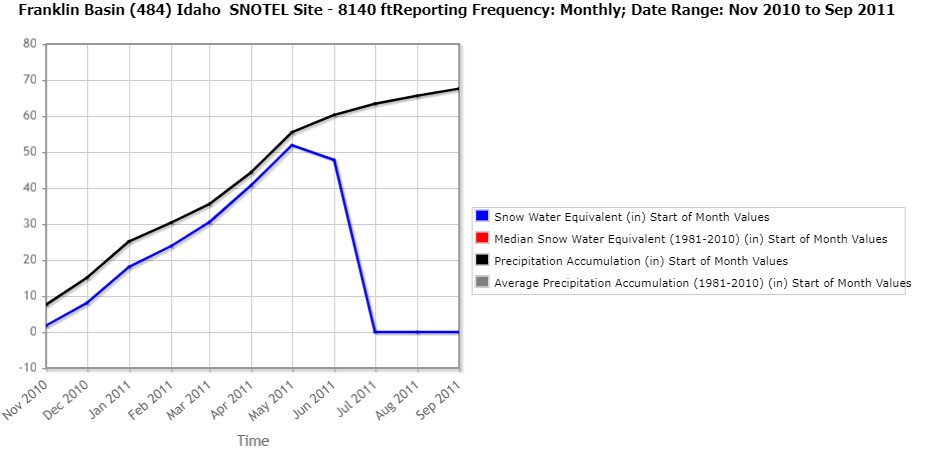 Franklin Basin (484) Idaho  SNOTEL Site - 8140 ftReporting Frequency: Monthly; Date Range: Nov 2010 to Sep 2011
80
70
60
50
40
30
20
10
0
-10
Nov 2010
Dec 2010
Jan 2011
Feb 2011
Mar 2011
Apr 2011
May 2011
Jun 2011
Jul 2011
Aug 2011
Sep 2011
Time
Snow Water Equivalent (in) Start of Month Values
Median Snow Water Equivalent (1981-2010) (in) Start of Month Values
Precipitation Accumulation (in) Start of Month Values
Average Precipitation Accumulation (1981-2010) (in) Start of Month Values